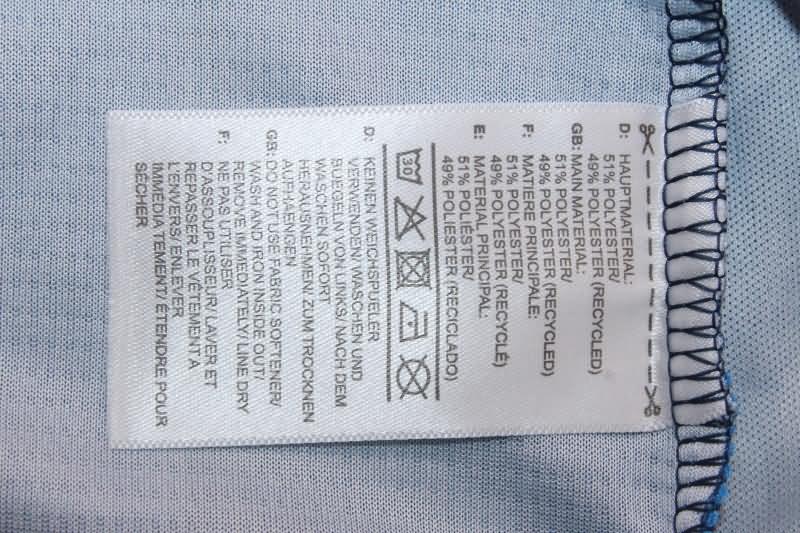 D: HAUPTMATERIAL:
51% POLYESTER/
49% POLYESTER (RECYCLED)
GB: MAIN MATERIAL:
51% POLYESTER/
49% POLYESTER (RECYCLED)
F: MATIERE PRINCIPALE:
51% POLYESTER/
49% POLYESTER (RECYCLÉ)
E: MATERIAL PRINCIPAL:
51% POLIÉSTER/
49% POLIÉSTER (RECICLADO)
30
D: KEINEN WEICHSPUELER
VERWENDEN/ WASCHEN UND
BUEGELN VON LINKS/ NACH DEM
WASCHEN SOFORT
HERAUSNEHMEN/ ZUM TROCKNEN
AUFHAENGEN
GB: DO NOT USE FABRIC SOFTENER/
WASH AND IRON INSIDE OUT/
REMOVE IMMEDIATELY/ LINE DRY
F: NE PAS UTILISER
D'ASSOUPLISSEUR/ LAVER ET
REPASSER LE VÊTEMENT À
L'ENVERS/ ENLEVER
IMMÉDIATEMENT/ ÉTENDRE POUR
SÉCHER